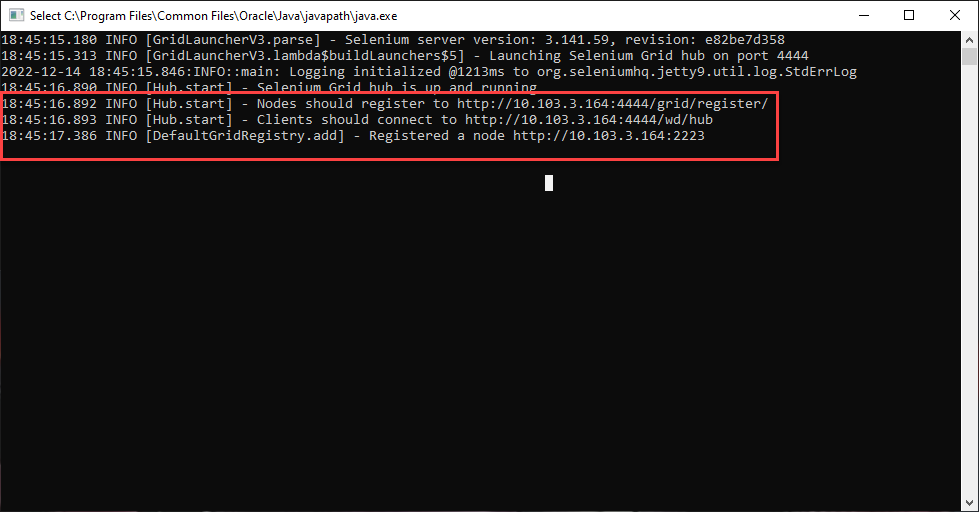 Select C:\Program Files\Common Files\Oracle\Java\javapath\java.exe
18:45:15.180 INFO [GridLauncherV3.parse] - Selenium server version: 3.141.59, revision: e82be7d358
18:45:15.313 INFO [GridLauncherV3.lambda$buildLaunchers$5] - Launching Selenium Grid hub on port 4444
2022-12-14 18:45:15.846:INFO::main: Logging initialized @1213ms to org.seleniumhq.jetty9.util.log.StdErrLog
18:45:16.890 INFO [Hub.start] - Selenium Grid hub is up and running
18:45:16.892 INFO [Hub.start] - Nodes should register to http://10.103.3.164:4444/grid/register/
18:45:16.893 INFO [Hub.start] - Clients should connect to http://10.103.3.164:4444/wd/hub
18:45:17.386 INFO [DefaultGridRegistry.add] - Registered a node http://10.103.3.164:2223